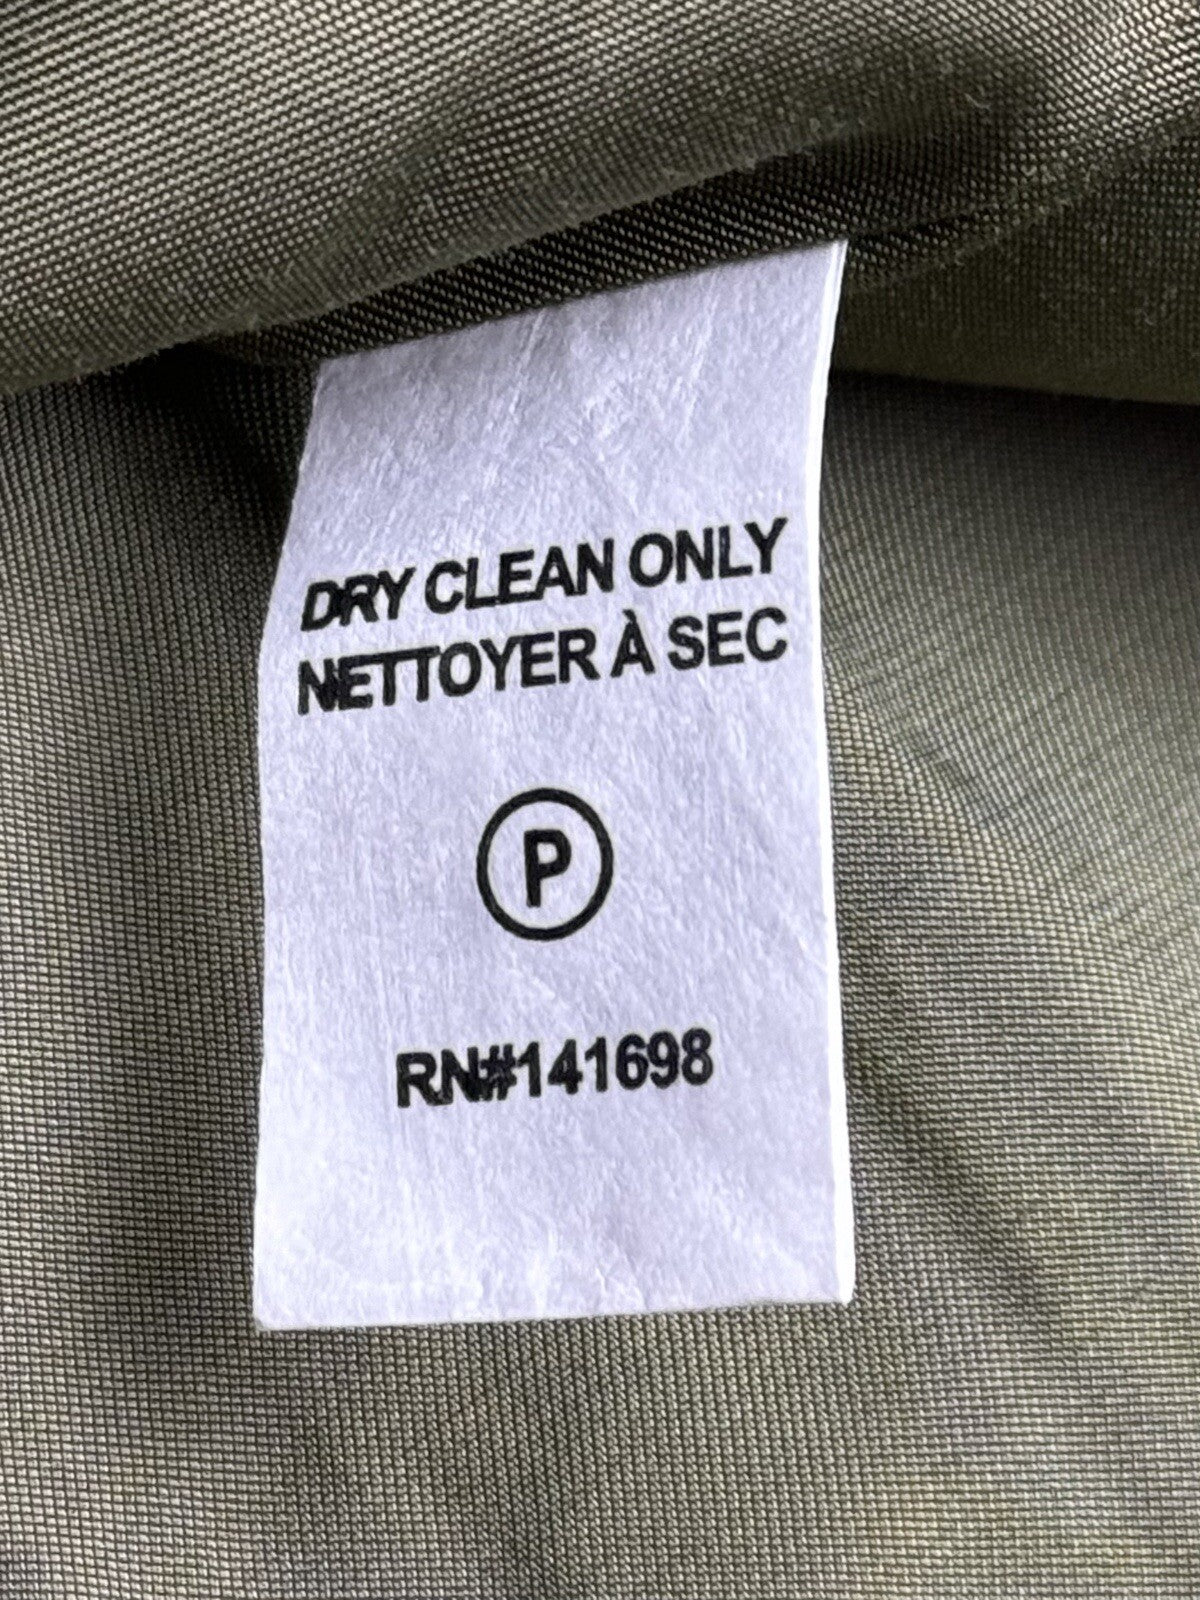 DRY CLEAN ONLY
NETTOYER À SEC
P
RN#141698